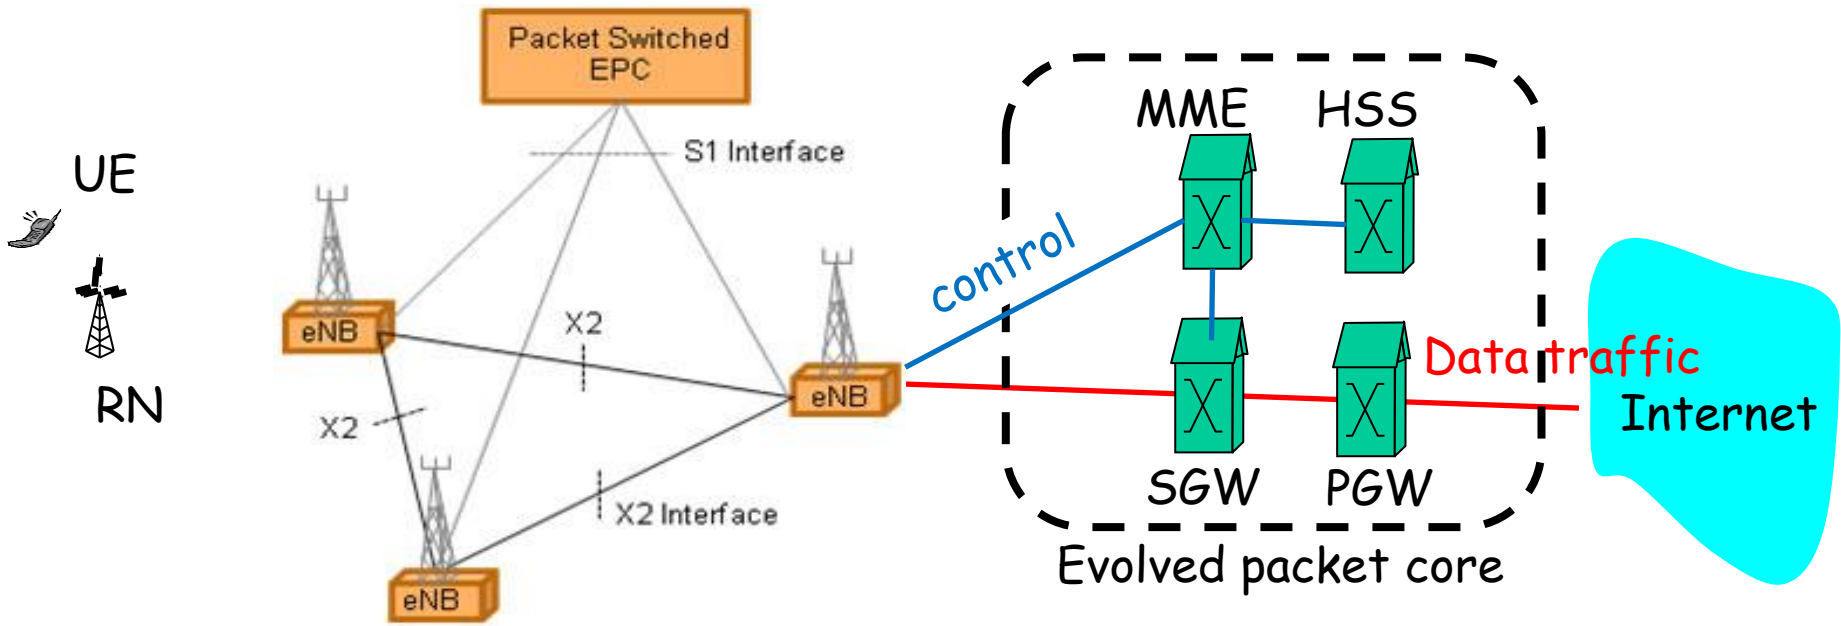 Packet Switched
EPC
S1 Interface
UE
RN
eNB
X2
X2
eNB
X2 Interface
eNB
control
MME
HSS
SGW
PGW
Data traffic
Internet
Evolved packet core